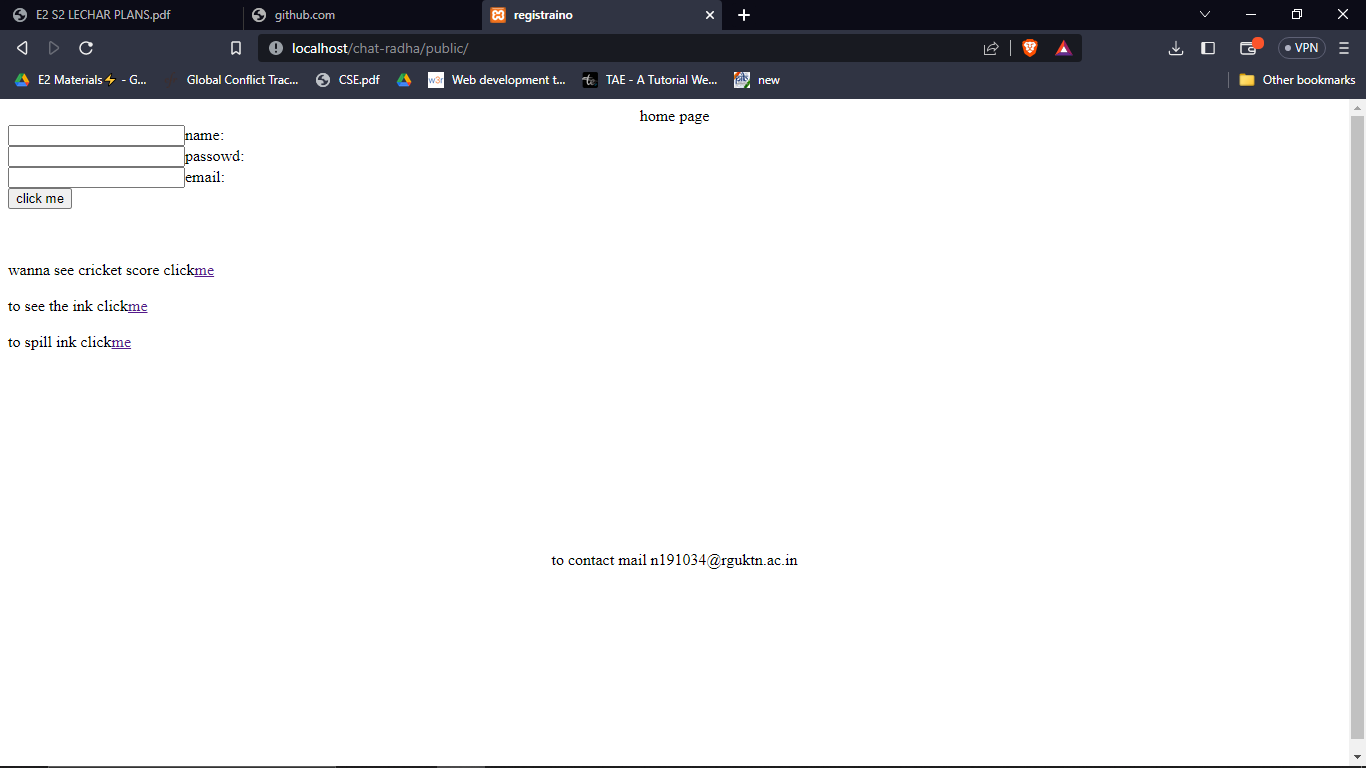 E2 S2 LECHAR PLANS.pdf
github.com
registraino
localhost/chat-radha/public/
VPN
E2 Materials⚡ - G...
Global Conflict Trac...
CSE.pdf
w3r
Web development t...
TAE - A Tutorial We...
new
Other bookmarks
home page
name:
passowd:
email:
click me
wanna see cricket score clickme
to see the ink clickme
to spill ink clickme
to contact mail n191034@rguktn.ac.in